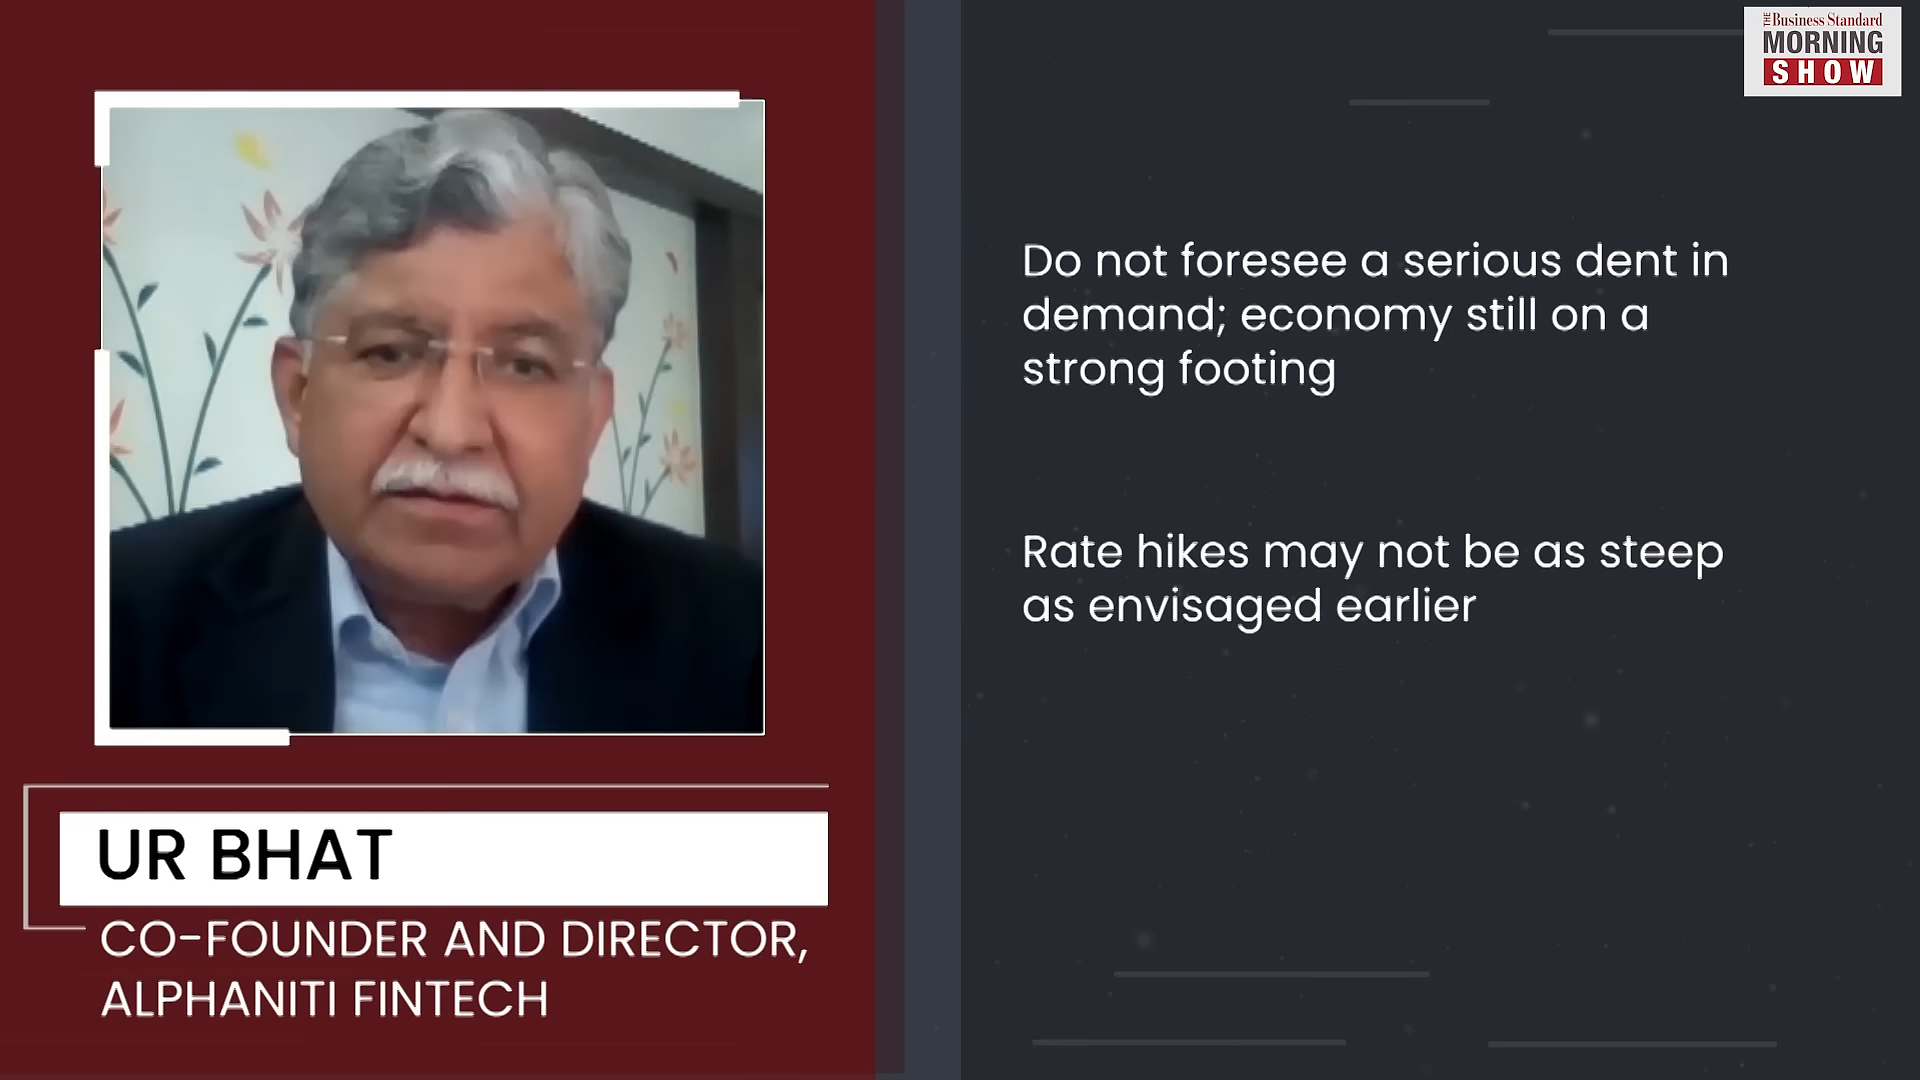 THE Business Standard
MORNING
SHOW
Do not foresee a serious dent in
demand; economy still on a
strong footing
Rate hikes may not be as steep
as envisaged earlier
UR BHAT
CO-FOUNDER AND DIRECTOR,
ALPHANITI FINTECH